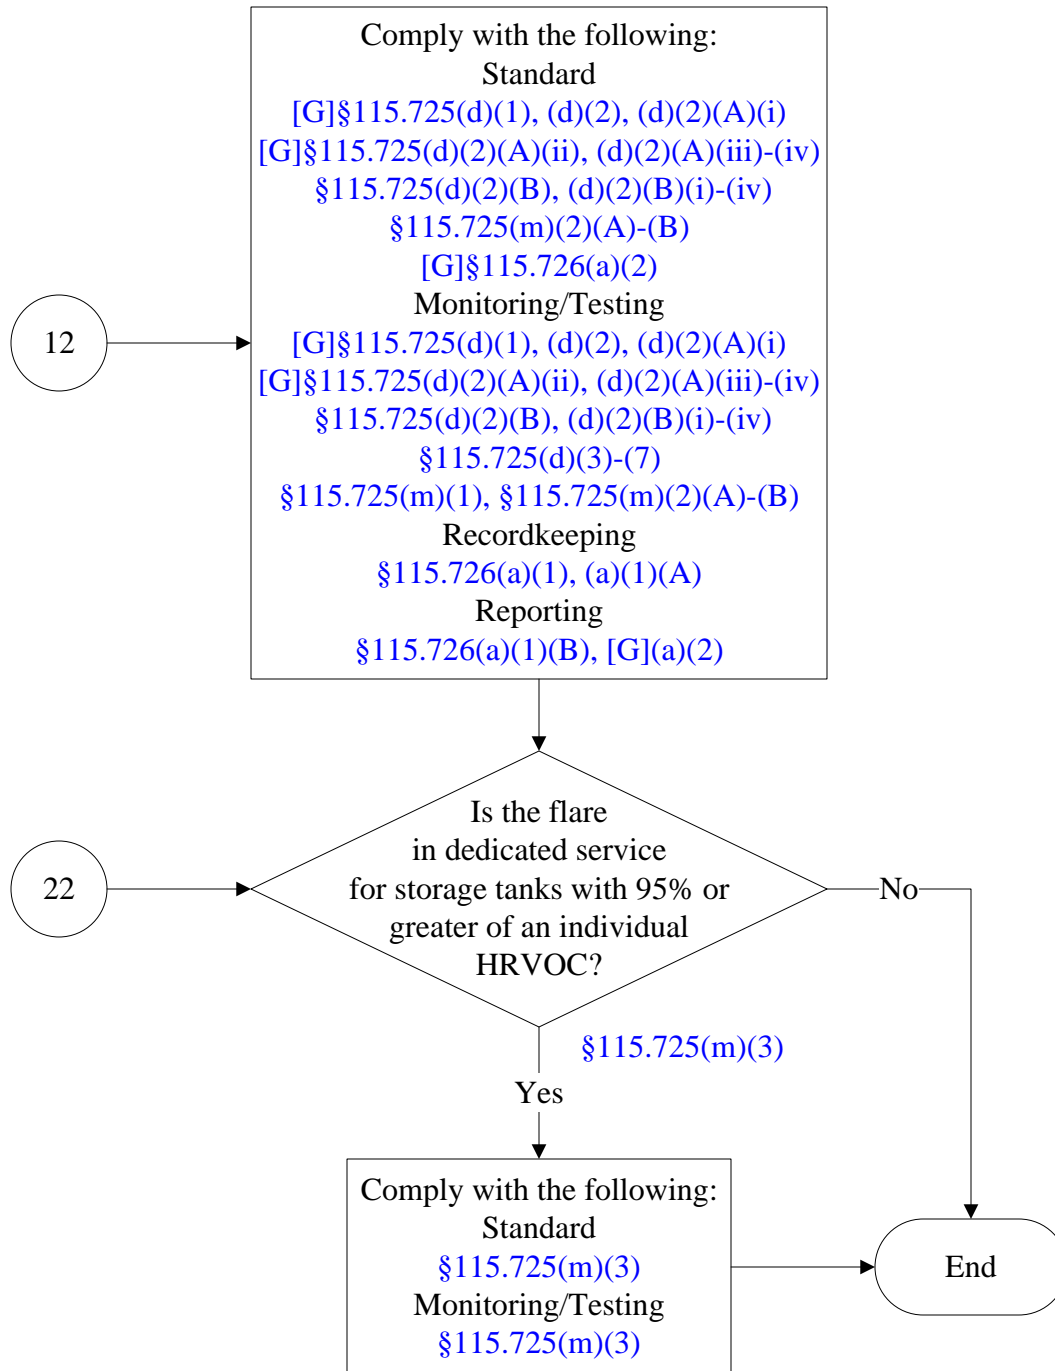 Comply with the following:
Standard
[G]§115.725(d)(1), (d)(2), (d)(2)(A)(i)
[G]§115.725(d)(2)(A)(ii), (d)(2)(A)(iii)-(iv)
§115.725(d)(2)(B), (d)(2)(B)(i)-(iv)
§115.725(m)(2)(A)-(B)
[G]§115.726(a)(2)
Monitoring/Testing
[G]§115.725(d)(1), (d)(2), (d)(2)(A)(i)
[G]§115.725(d)(2)(A)(ii), (d)(2)(A)(iii)-(iv)
§115.725(d)(2)(B), (d)(2)(B)(i)-(iv)
§115.725(d)(3)-(7)
§115.725(m)(1), §115.725(m)(2)(A)-(B)
Recordkeeping
§115.726(a)(1), (a)(1)(A)
Reporting
§115.726(a)(1)(B), [G](a)(2)
12
Is the flare
in dedicated service
for storage tanks with 95% or
greater of an individual
HRVOC?
22
No
§115.725(m)(3)
Yes
Comply with the following:
Standard
§115.725(m)(3)
Monitoring/Testing
§115.725(m)(3)
End